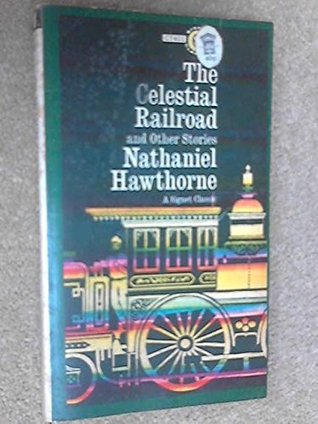 The
Celestial
Railroad
and Other Stories
Nathaniel
Hawthorne
A Signet Classic